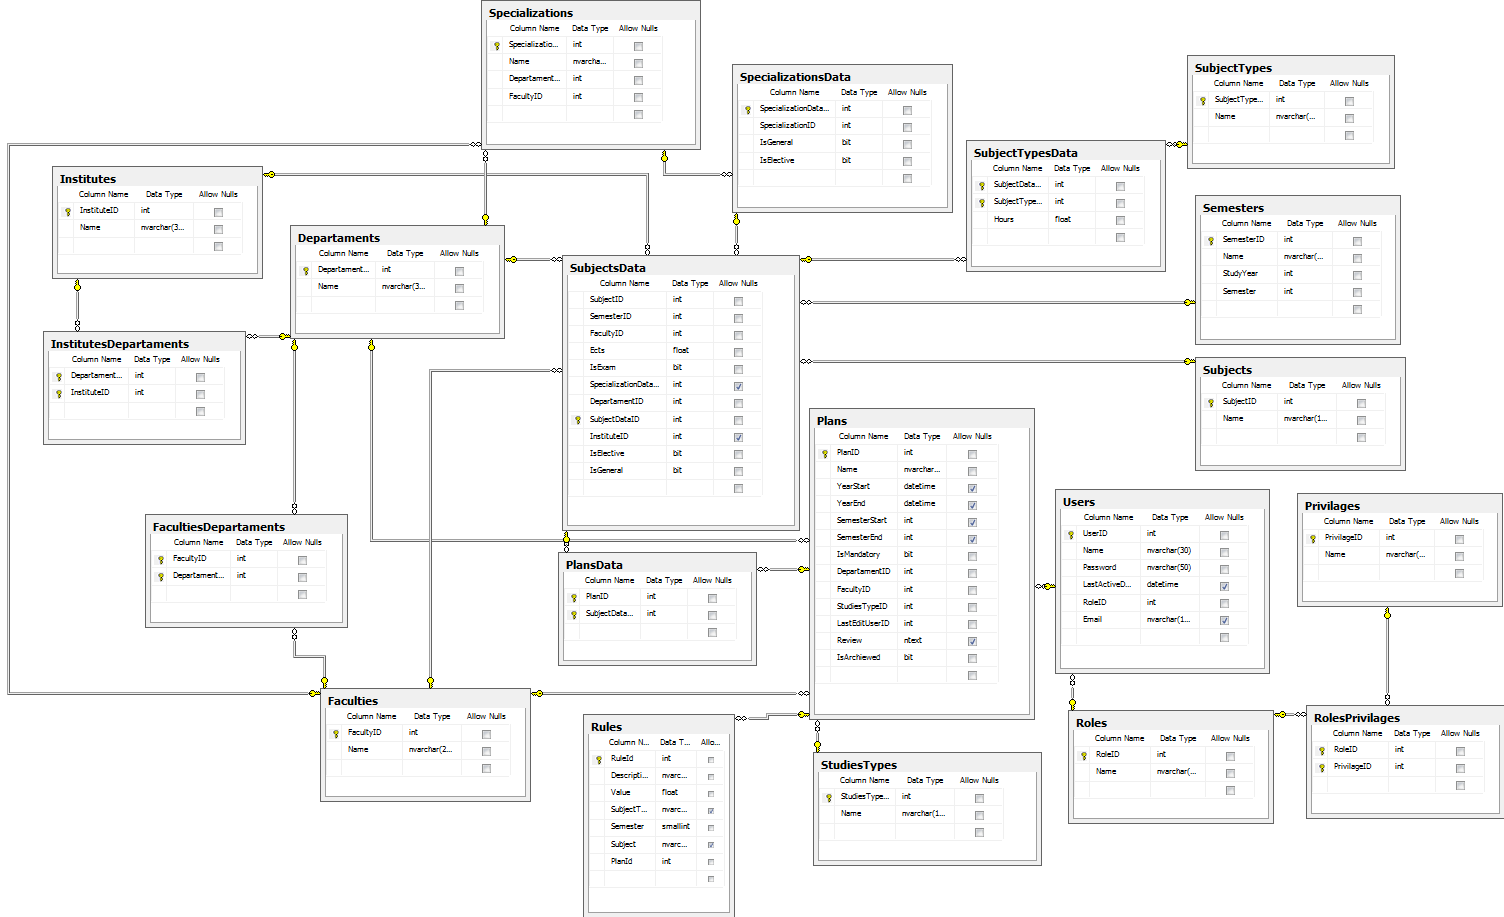 Specializations
Column Name Data Type Allow Nulls
Specializatio... int
Name nvarcha...
Departament... int
FacultyID int
SpecializationsData
Column Name Data Type Allow Nulls
SpecializationData... int
SpecializationID int
IsGeneral bit
IsElective bit
SubjectTypes
Column Name Data Type Allow Nulls
SubjectType... int
Name nvarchar(...
SubjectTypesData
Column Name Data Type Allow Nulls
SubjectData... int
SubjectType... int
Hours float
Institutes
Column Name Data Type Allow Nulls
InstituteID int
Name nvarchar(3...
Semesters
Column Name Data Type Allow Nulls
SemesterID int
Name nvarchar(...
StudyYear int
Semester int
Departaments
Column Name Data Type Allow Nulls
Departament... int
Name nvarchar(3...
SubjectsData
Column Name Data Type Allow Nulls
SubjectID int
SemesterID int
FacultyID int
Ects float
IsExam bit
SpecializationData... int
DepartamentID int
SubjectDataID int
InstituteID int
IsElective bit
IsGeneral bit
InstitutesDepartaments
Column Name Data Type Allow Nulls
Departament... int
InstituteID int
Subjects
Column Name Data Type Allow Nulls
SubjectID int
Name nvarchar(1...
Plans
Column Name Data Type Allow Nulls
PlanID int
Name nvarchar...
YearStart datetime
YearEnd datetime
SemesterStart int
SemesterEnd int
IsMandatory bit
DepartamentID int
FacultyID int
StudiesTypeID int
LastEditUserID int
Review ntext
IsArchiewed bit
Users
Column Name Data Type Allow Nulls
UserID int
Name nvarchar(30)
Password nvarchar(50)
LastActiveD... datetime
RoleID int
Email nvarchar(1...
Privilages
Column Name Data Type Allow Nulls
PrivilageID int
Name nvarchar(...
FacultiesDepartaments
Column Name Data Type Allow Nulls
FacultyID int
Departament... int
PlansData
Column Name Data Type Allow Nulls
PlanID int
SubjectData... int
Faculties
Column Name Data Type Allow Nulls
FacultyID int
Name nvarchar(2...
Rules
Column N... Data T... Allo...
RuleId int
Descripti... nvarc...
Value float
SubjectT... nvarc...
Semester smallint
Subject nvarc...
PlanId int
StudiesTypes
Column Name Data Type Allow Nulls
StudiesType... int
Name nvarchar(1...
Roles
Column Name Data Type Allow Nulls
RoleID int
Name nvarchar(...
RolesPrivilages
Column Name Data Type Allow Nulls
RoleID int
PrivilageID int